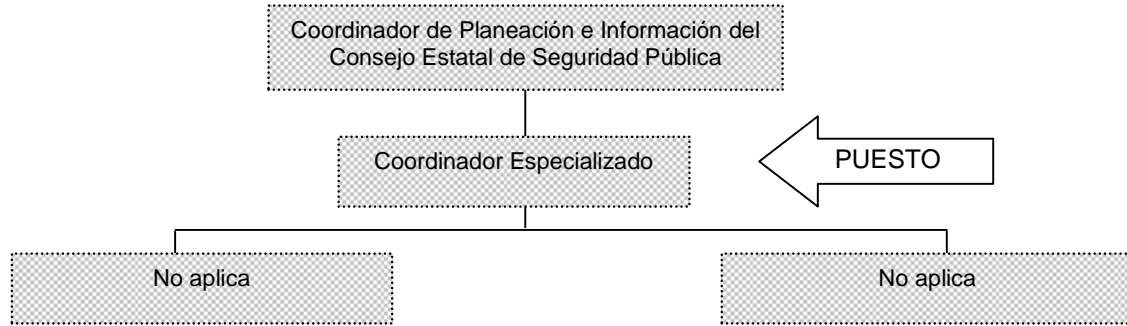 Coordinador de Planeación e Información del
Consejo Estatal de Seguridad Pública
Coordinador Especializado
PUESTO
No aplica
No aplica